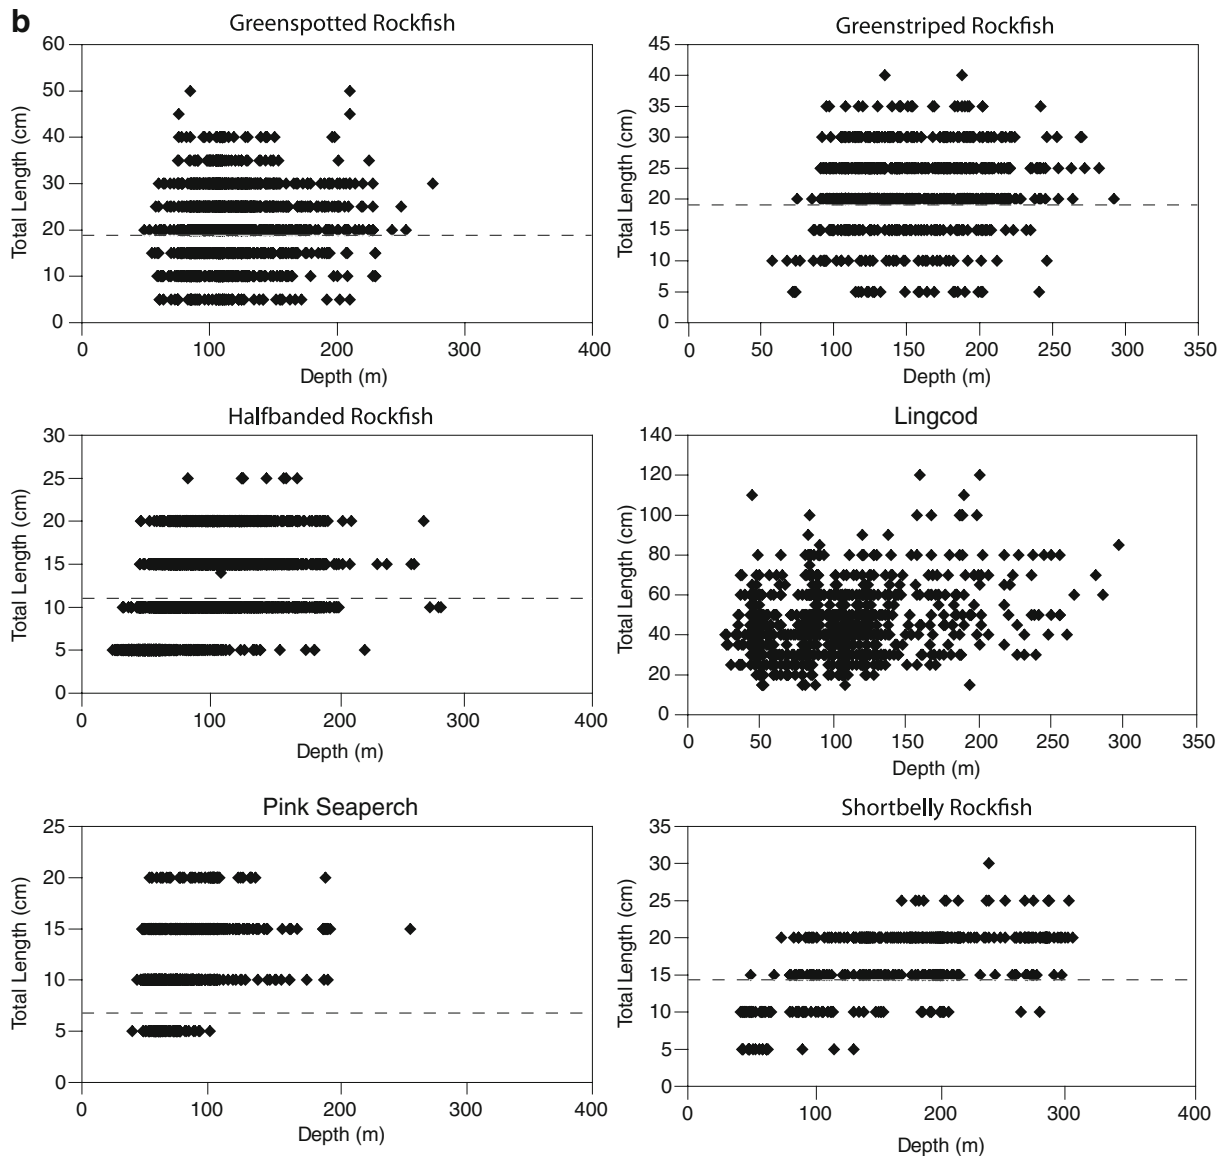 b
Greenspotted Rockfish
60
50
40
30
20
10
0
Total Length (cm)
0 100 200 300 400
Depth (m)
Greenstriped Rockfish
45
40
35
30
25
20
15
10
5
0
Total Length (cm)
0 50 100 150 200 250 300 350
Depth (m)
Halfbanded Rockfish
30
25
20
15
10
5
0
Total Length (cm)
0 100 200 300 400
Depth (m)
Lingcod
140
120
100
80
60
40
20
0
Total Length (cm)
0 50 100 150 200 250 300 350
Depth (m)
Pink Seaperch
25
20
15
10
5
0
Total Length (cm)
0 100 200 300 400
Depth (m)
Shortbelly Rockfish
35
30
25
20
15
10
5
0
Total Length (cm)
0 100 200 300 400
Depth (m)